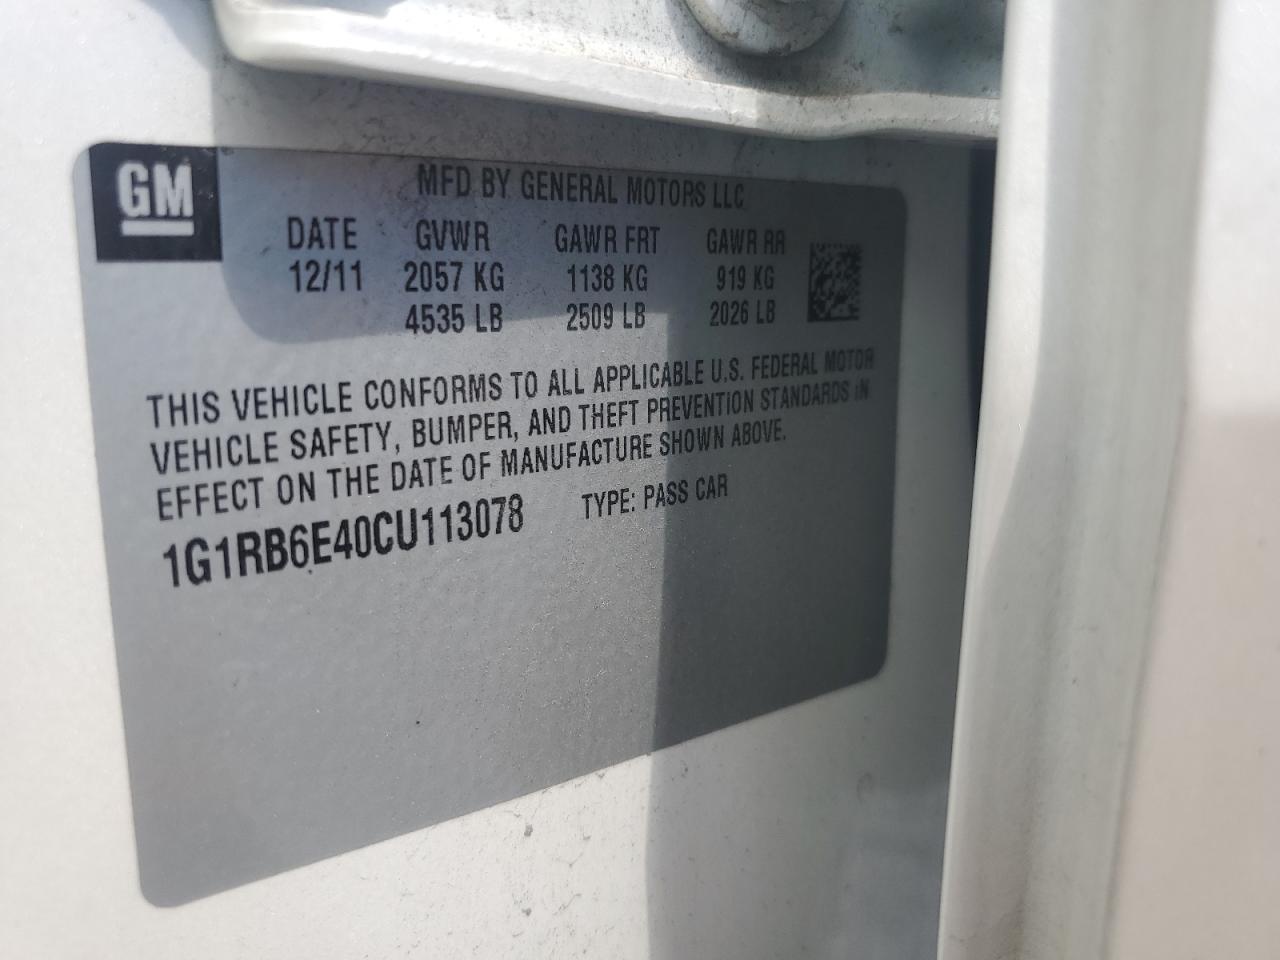 GM
MFD BY GENERAL MOTORS LLC
DATE GVWR GAWR FRT GAWR RR
12/11 2057 KG 1138 KG 919 KG
4535 LB 2509 LB 2026 LB
THIS VEHICLE CONFORMS TO ALL APPLICABLE U.S. FEDERAL MOTOR
VEHICLE SAFETY, BUMPER, AND THEFT PREVENTION STANDARDS IN
EFFECT ON THE DATE OF MANUFACTURE SHOWN ABOVE.
1G1RB6E40CU113078 TYPE: PASS CAR